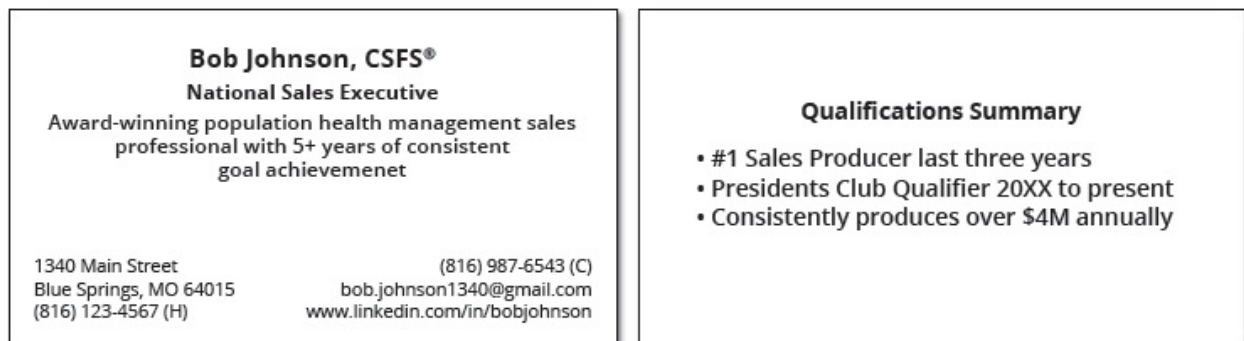 Bob Johnson, CSFS®
National Sales Executive
Award-winning population health management sales
professional with 5+ years of consistent
goal achievemenet
1340 Main Street
Blue Springs, MO 64015
(816) 123-4567 (H)
(816) 987-6543 (C)
bob.johnson1340@gmail.com
www.linkedin.com/in/bobjohnson
Qualifications Summary
• #1 Sales Producer last three years
• Presidents Club Qualifier 20XX to present
• Consistently produces over $4M annually